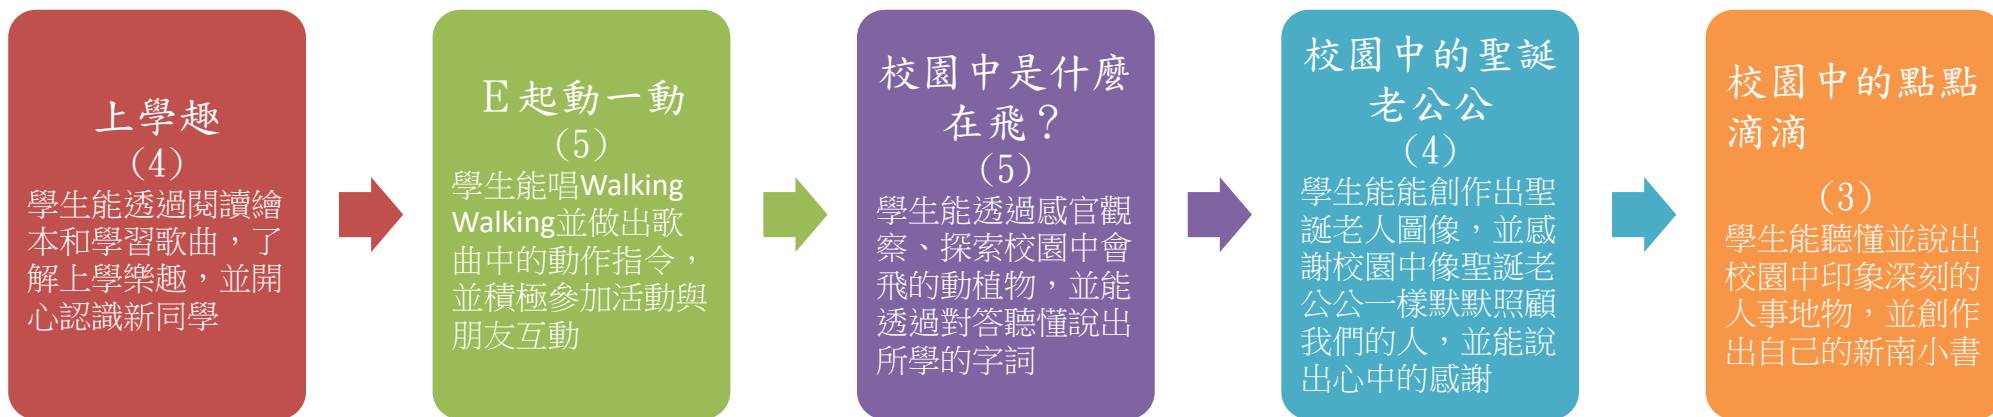 上學趣
(4)
學生能透過閱讀繪
本和學習歌曲，了
解上學樂趣，並開
心認識新同學
E起動一動
(5)
學生能唱Walking
Walking並做出歌
曲中的動作指令，
並積極參加活動與
朋友互動
校園中是什麼
在飛？
(5)
學生能透過感官觀
察、探索校園中會
飛的動植物，並能
透過對答聽懂說出
所學的字詞
校園中的聖誕
老公公
(4)
學生能能創作出聖
誕老人圖像，並感
謝校園中像聖誕老
公公一樣默默照顧
我們的人，並能說
出心中的感謝
校園中的點點
滴滴
(3)
學生能聽懂並說出
校園中印象深刻的
人事地物，並創作
出自己的新南小書